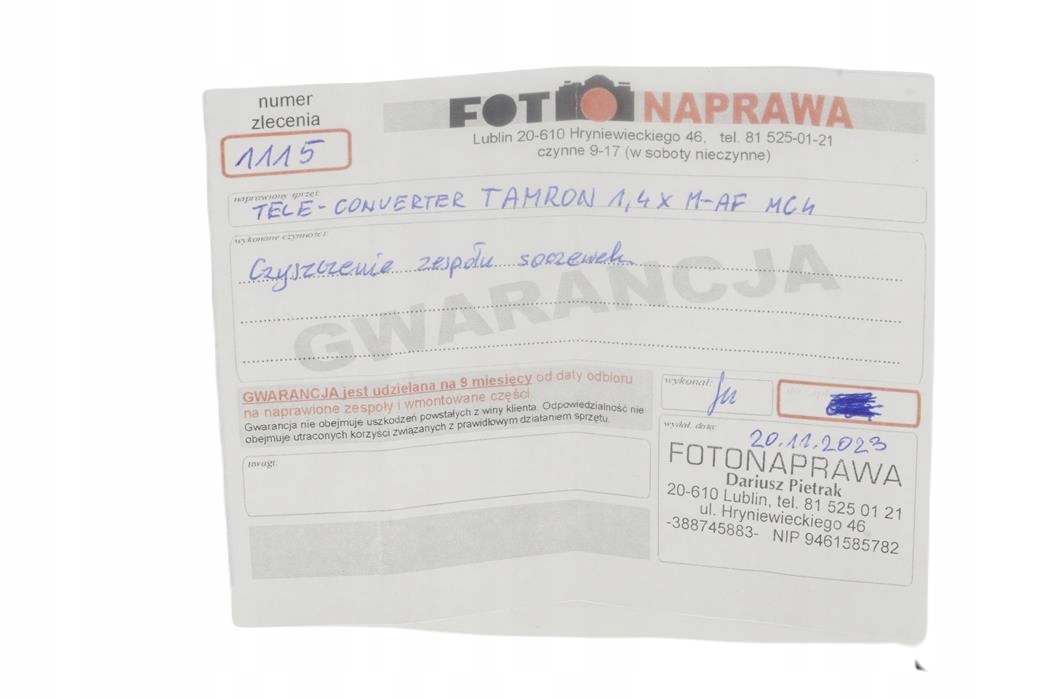 numer
zlecenia
1115
FOTO NAPRAWA
Lublin 20-610 Hryniewieckiego 46, tel. 81 525-01-21
czynne 9-17 (w soboty nieczynne)
naprawiony sprzęt:
TELE-CONVERTER TAMRON 1,4x M-AF MC4
wykonane czynności:
Czyszczenie zespołu soczewek.
GWARANCJA
GWARANCJA jest udzielana na 9 miesięcy od daty odbioru
na naprawione zespoły i wmontowane części.
Gwarancja nie obejmuje uszkodzeń powstałych z winy klienta. Odpowiedzialność nie
obejmuje utraconych korzyści związanych z prawidłowym działaniem sprzętu.
uwagi:
wykonał:
wydał, data:
20.11.2023
FOTONAPRAWA
Dariusz Pietrak
20-610 Lublin, tel. 81 525 01 21
ul. Hryniewieckiego 46
-388745883- NIP 9461585782